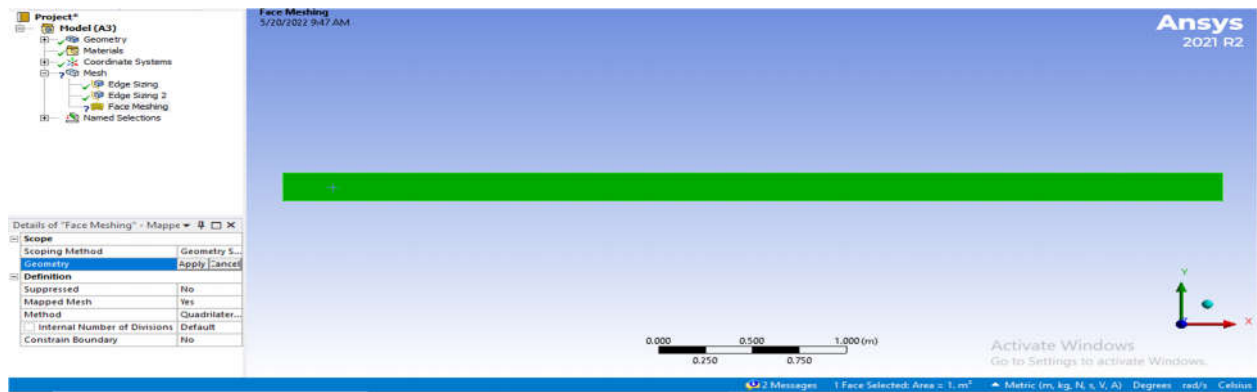 Project*
Model (A3)
Geometry
Materials
Coordinate Systems
Mesh
Edge Sizing
Edge Sizing 2
Face Meshing
Named Selections
Details of "Face Meshing" - Mappe
Scope
Scoping Method Geometry S...
Geometry Apply Cancel
Definition
Suppressed No
Mapped Mesh Yes
Method Quadrilater...
Internal Number of Divisions Default
Constrain Boundary No
Face Meshing
5/20/2022 9:47 AM
Ansys
2021 R2
Y
X
0.000 0.500 1.000 (m)
0.250 0.750
Activate Windows
Go to Settings to activate Windows.
2 Messages 1 Face Selected: Area = 1. m² Metric (m, kg, N, s, V, A) Degrees rad/s Celsius